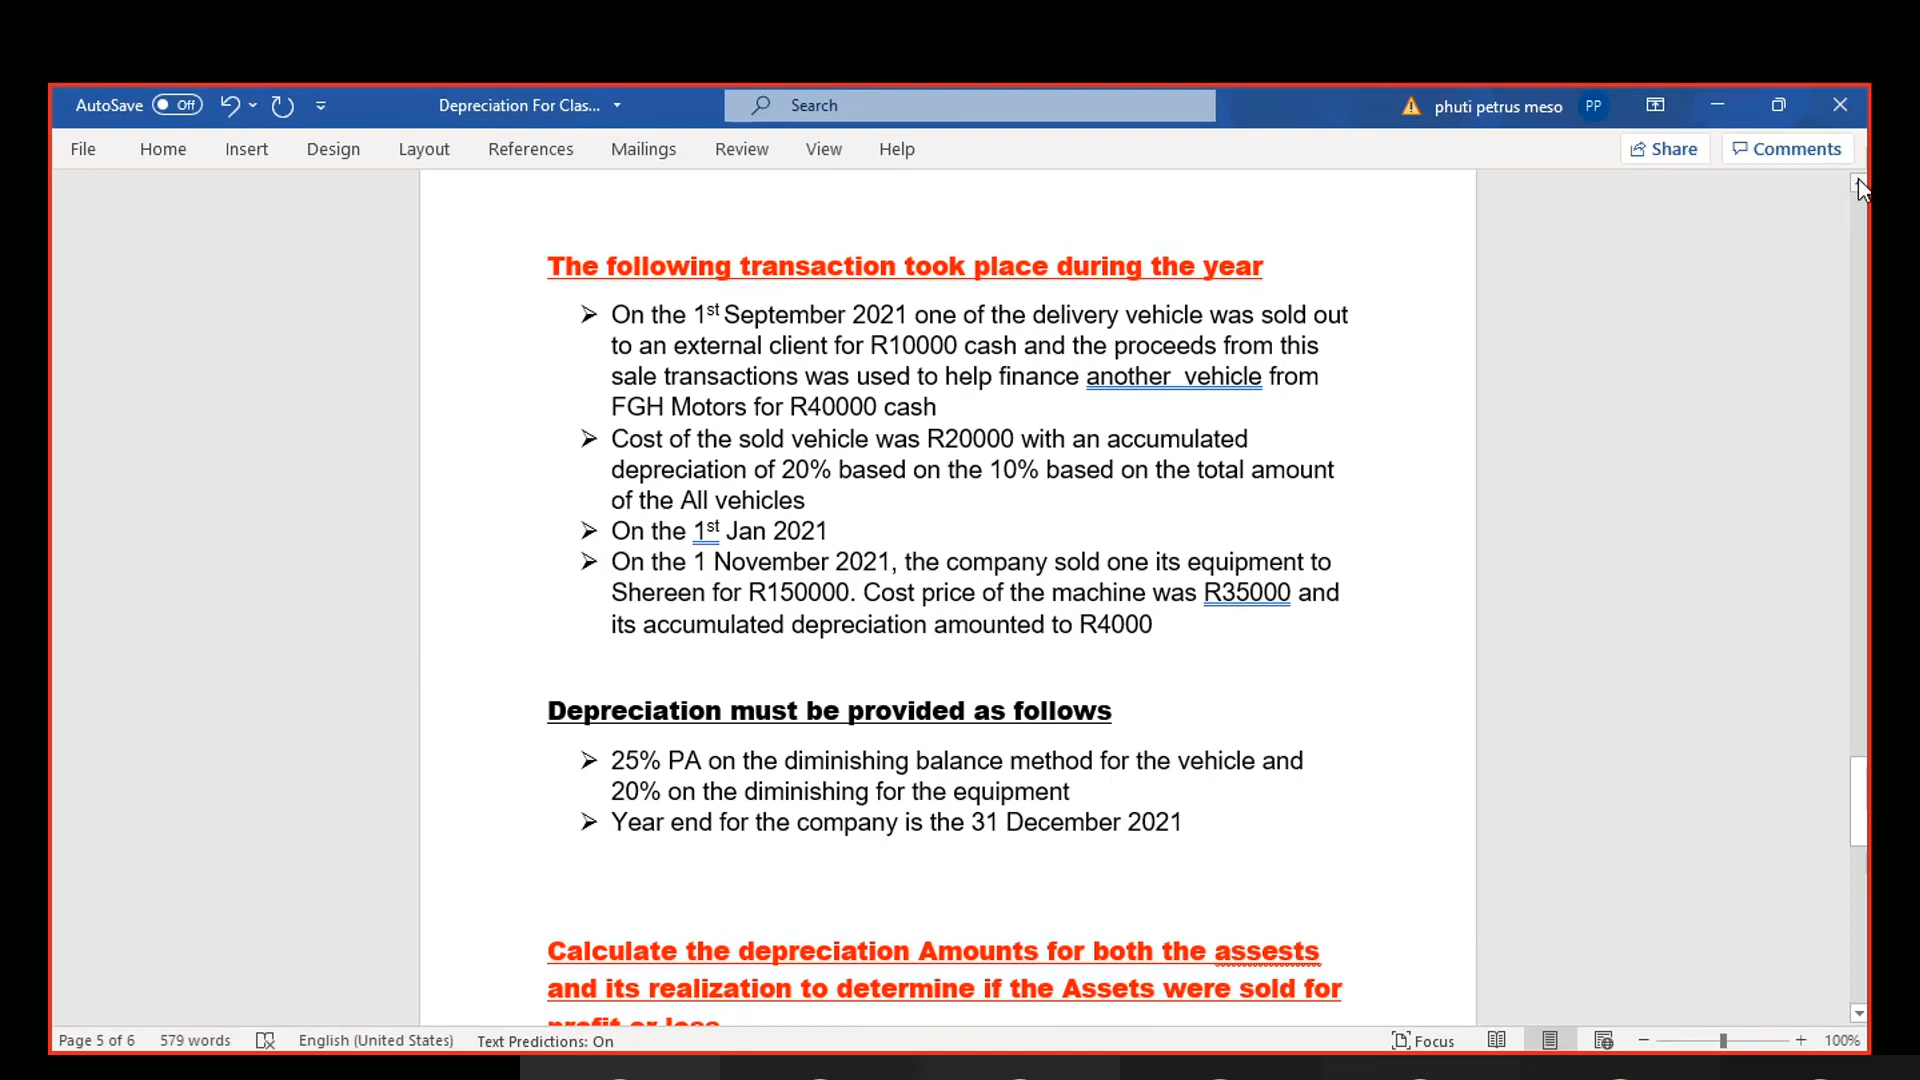 AutoSave Off Depreciation For Clas... Search phuti petrus meso PP
File Home Insert Design Layout References Mailings Review View Help Share Comments
The following transaction took place during the year
On the 1st September 2021 one of the delivery vehicle was sold out
to an external client for R10000 cash and the proceeds from this
sale transactions was used to help finance another  vehicle from
FGH Motors for R40000 cash
Cost of the sold vehicle was R20000 with an accumulated
depreciation of 20% based on the 10% based on the total amount
of the All vehicles
On the 1st Jan 2021
On the 1 November 2021, the company sold one its equipment to
Shereen for R150000. Cost price of the machine was R35000 and
its accumulated depreciation amounted to R4000
Depreciation must be provided as follows
25% PA on the diminishing balance method for the vehicle and
20% on the diminishing for the equipment
Year end for the company is the 31 December 2021
Calculate the depreciation Amounts for both the assests
and its realization to determine if the Assets were sold for
profit or loss
Page 5 of 6 579 words English (United States) Text Predictions: On Focus 100%